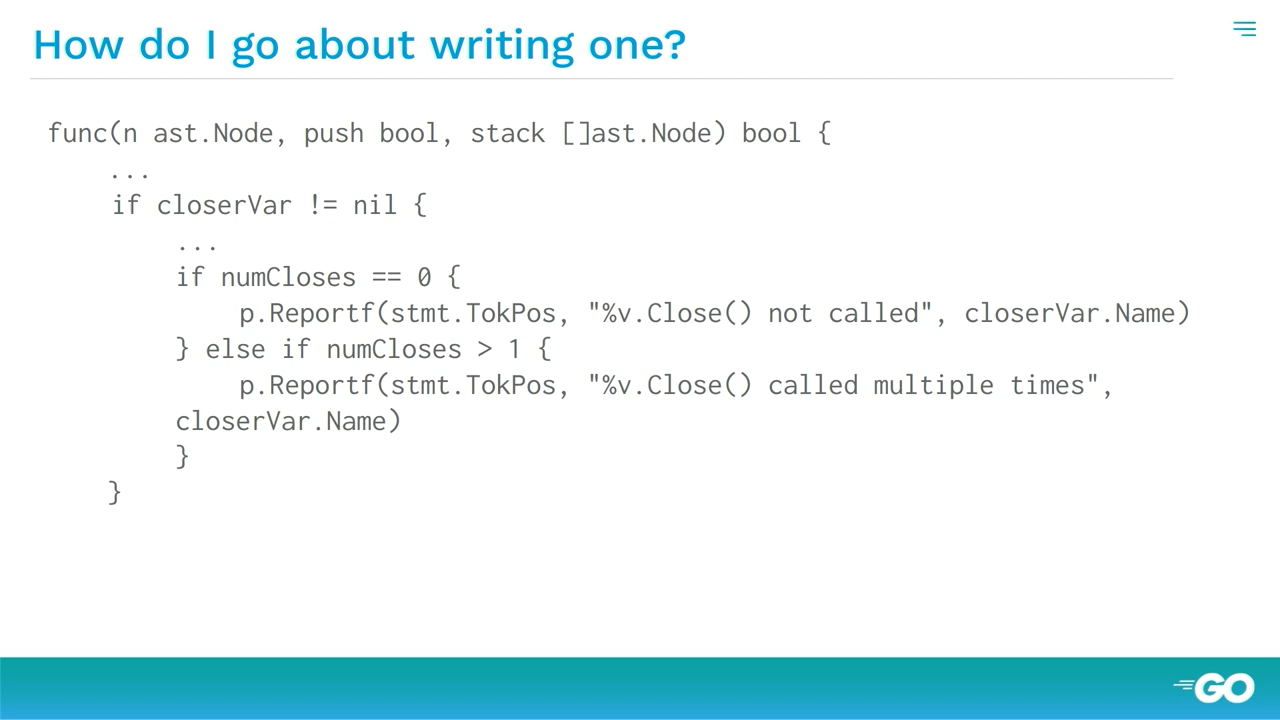 How do I go about writing one?
func(n ast.Node, push bool, stack []ast.Node) bool {
...
if closerVar != nil {
...
if numCloses == 0 {
p.Reportf(stmt.TokPos, "%v.Close() not called", closerVar.Name)
} else if numCloses > 1 {
p.Reportf(stmt.TokPos, "%v.Close() called multiple times",
closerVar.Name)
}
}
GO